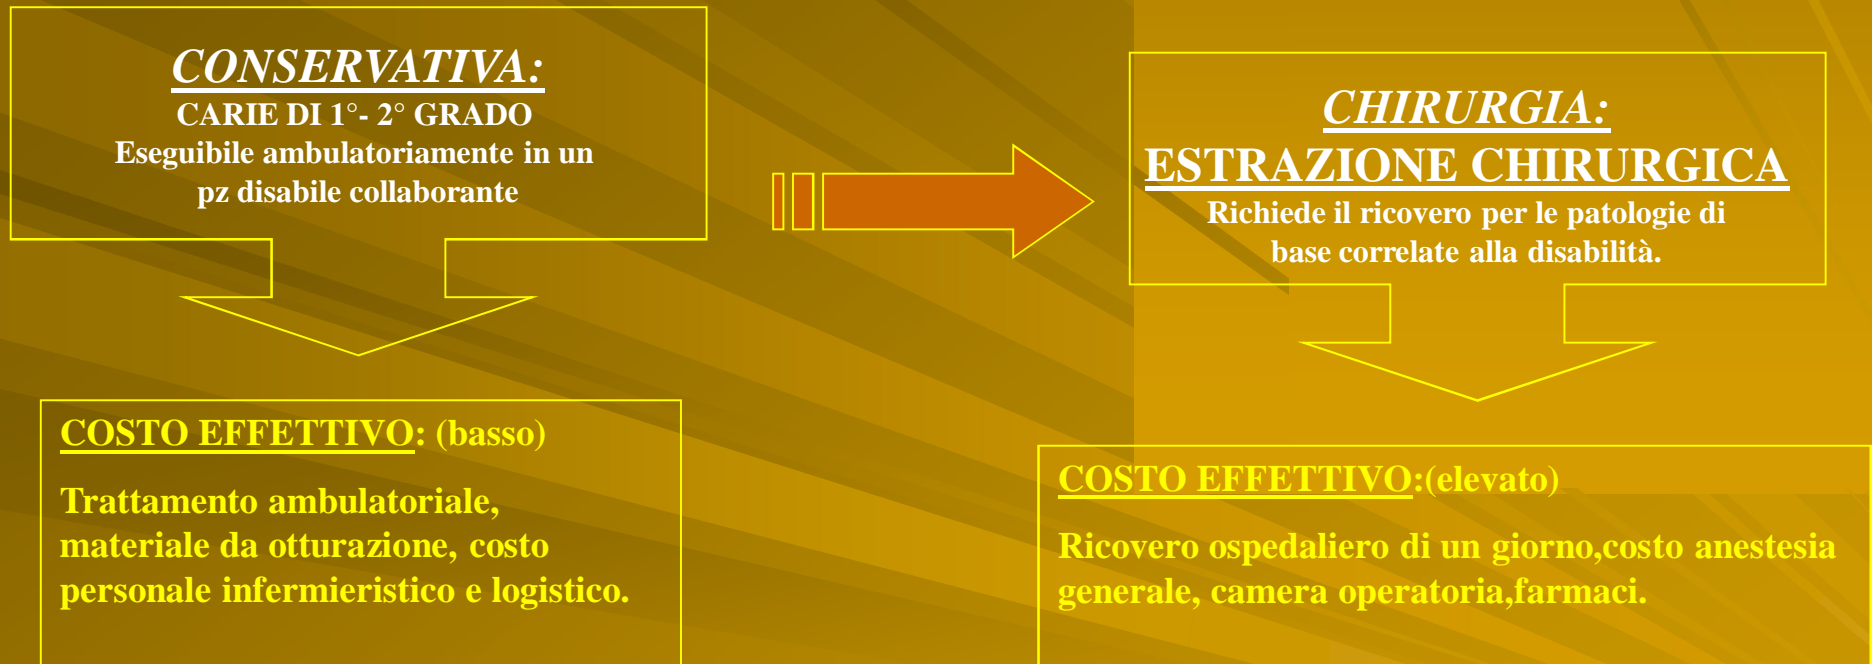 CONSERVATIVA:
CARIE DI 1°- 2° GRADO
Eseguibile ambulatoriamente in un
pz disabile collaborante
COSTO EFFETTIVO: (basso)
Trattamento ambulatoriale,
materiale da otturazione, costo
personale infermieristico e logistico.
CHIRURGIA:
ESTRAZIONE CHIRURGICA
Richiede il ricovero per le patologie di
base correlate alla disabilità.
COSTO EFFETTIVO:(elevato)
Ricovero ospedaliero di un giorno,costo anestesia
generale, camera operatoria,farmaci.